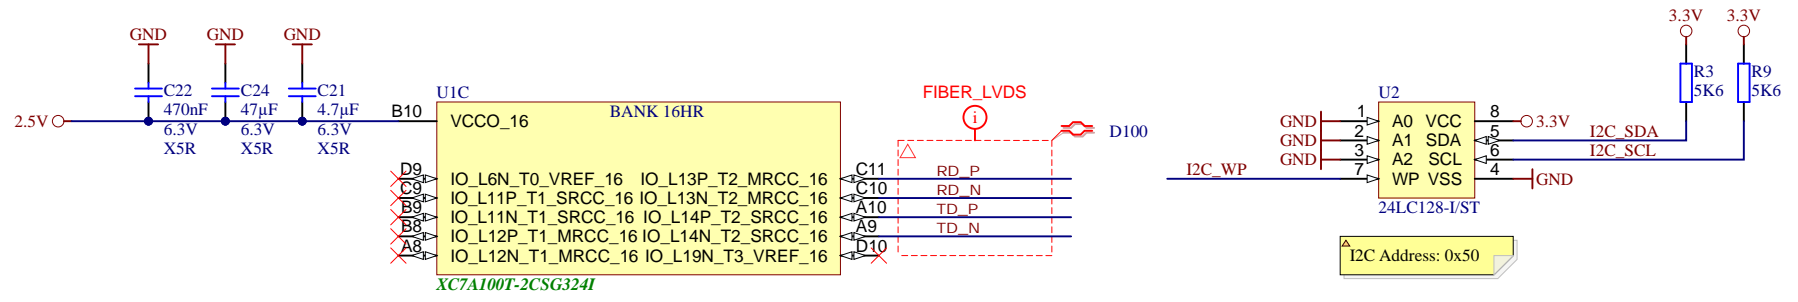 GND
GND
GND
3.3V
3.3V
C22
470nF
6.3V
X5R
C24
47µF
6.3V
X5R
C21
4.7µF
6.3V
X5R
2.5V
U1C
BANK 16HR
B10
VCCO_16
D9
IO_L6N_T0_VREF_16
IO_L13P_T2_MRCC_16
C11
C9
IO_L11P_T1_SRCC_16
IO_L13N_T2_MRCC_16
C10
B9
IO_L11N_T1_SRCC_16
IO_L14P_T2_SRCC_16
A10
B8
IO_L12P_T1_MRCC_16
IO_L14N_T2_SRCC_16
A9
A8
IO_L12N_T1_MRCC_16
IO_L19N_T3_VREF_16
D10
XC7A100T-2CSG324I
FIBER_LVDS
i
D100
RD_P
RD_N
TD_P
TD_N
R3
5K6
R9
5K6
U2
GND
1
A0
VCC
8
3.3V
GND
2
A1
SDA
5
I2C_SDA
GND
3
A2
SCL
6
I2C_SCL
I2C_WP
7
WP
VSS
4
GND
24LC128-I/ST
I2C Address: 0x50